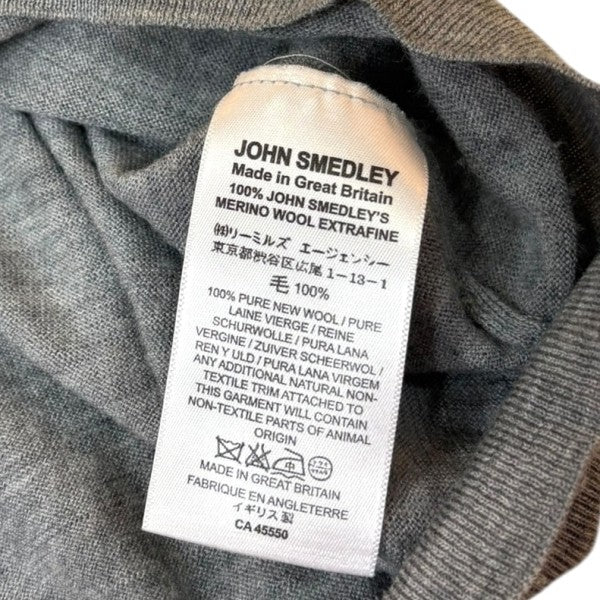 JOHN SMEDLEY
Made in Great Britain
100% JOHN SMEDLEY'S
MERINO WOOL EXTRAFINE
㈱リーミルズ エージェンシー
東京都渋谷区広尾 1-13-1
毛 100%
100% PURE NEW WOOL / PURE
LAINE VIERGE / REINE
SCHURWOLLE / PURA LANA
VERGINE / ZUIVER SCHEERWOL /
REN Y ULD / PURA LANA VIRGEM
ANY ADDITIONAL NATURAL NON-
TEXTILE TRIM ATTACHED TO
THIS GARMENT WILL CONTAIN
NON-TEXTILE PARTS OF ANIMAL
ORIGIN
MADE IN GREAT BRITAIN
FABRIQUE EN ANGLETERRE
イギリス製
CA 45550